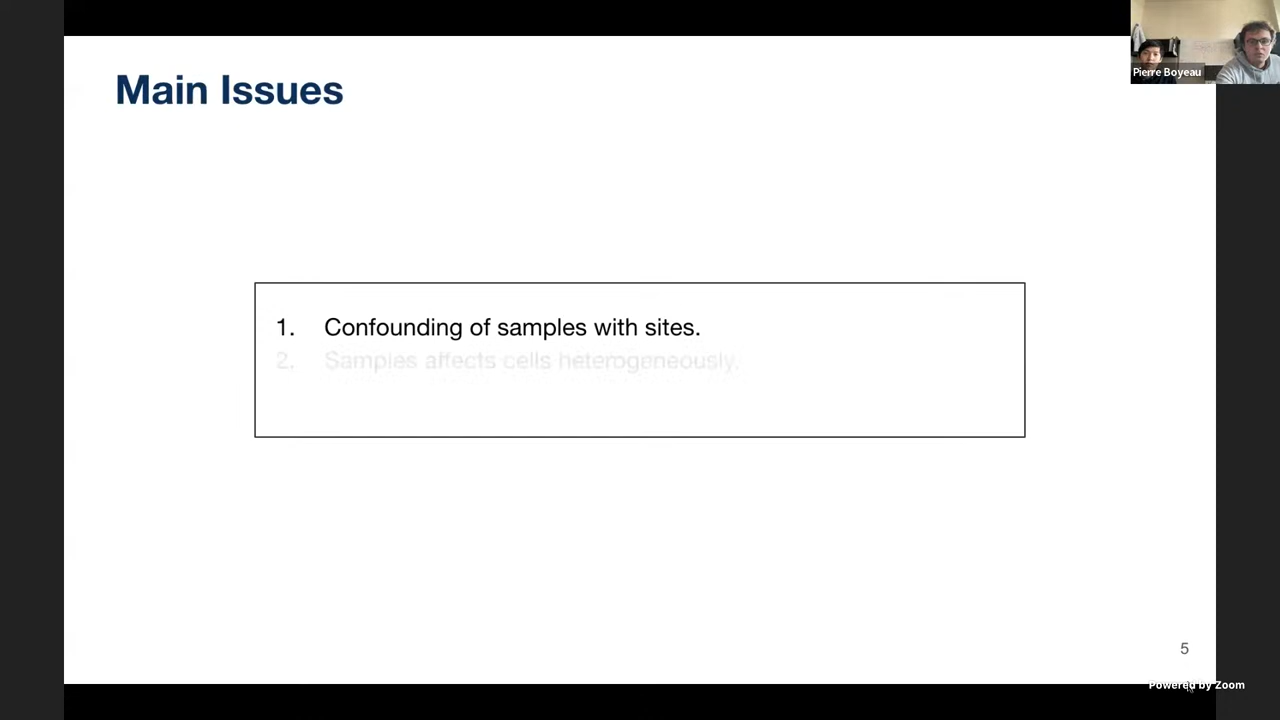 Main Issues
Pierre Boyeau
1. Confounding of samples with sites.
2. Samples affects cells heterogeneously.
5
Powered by Zoom